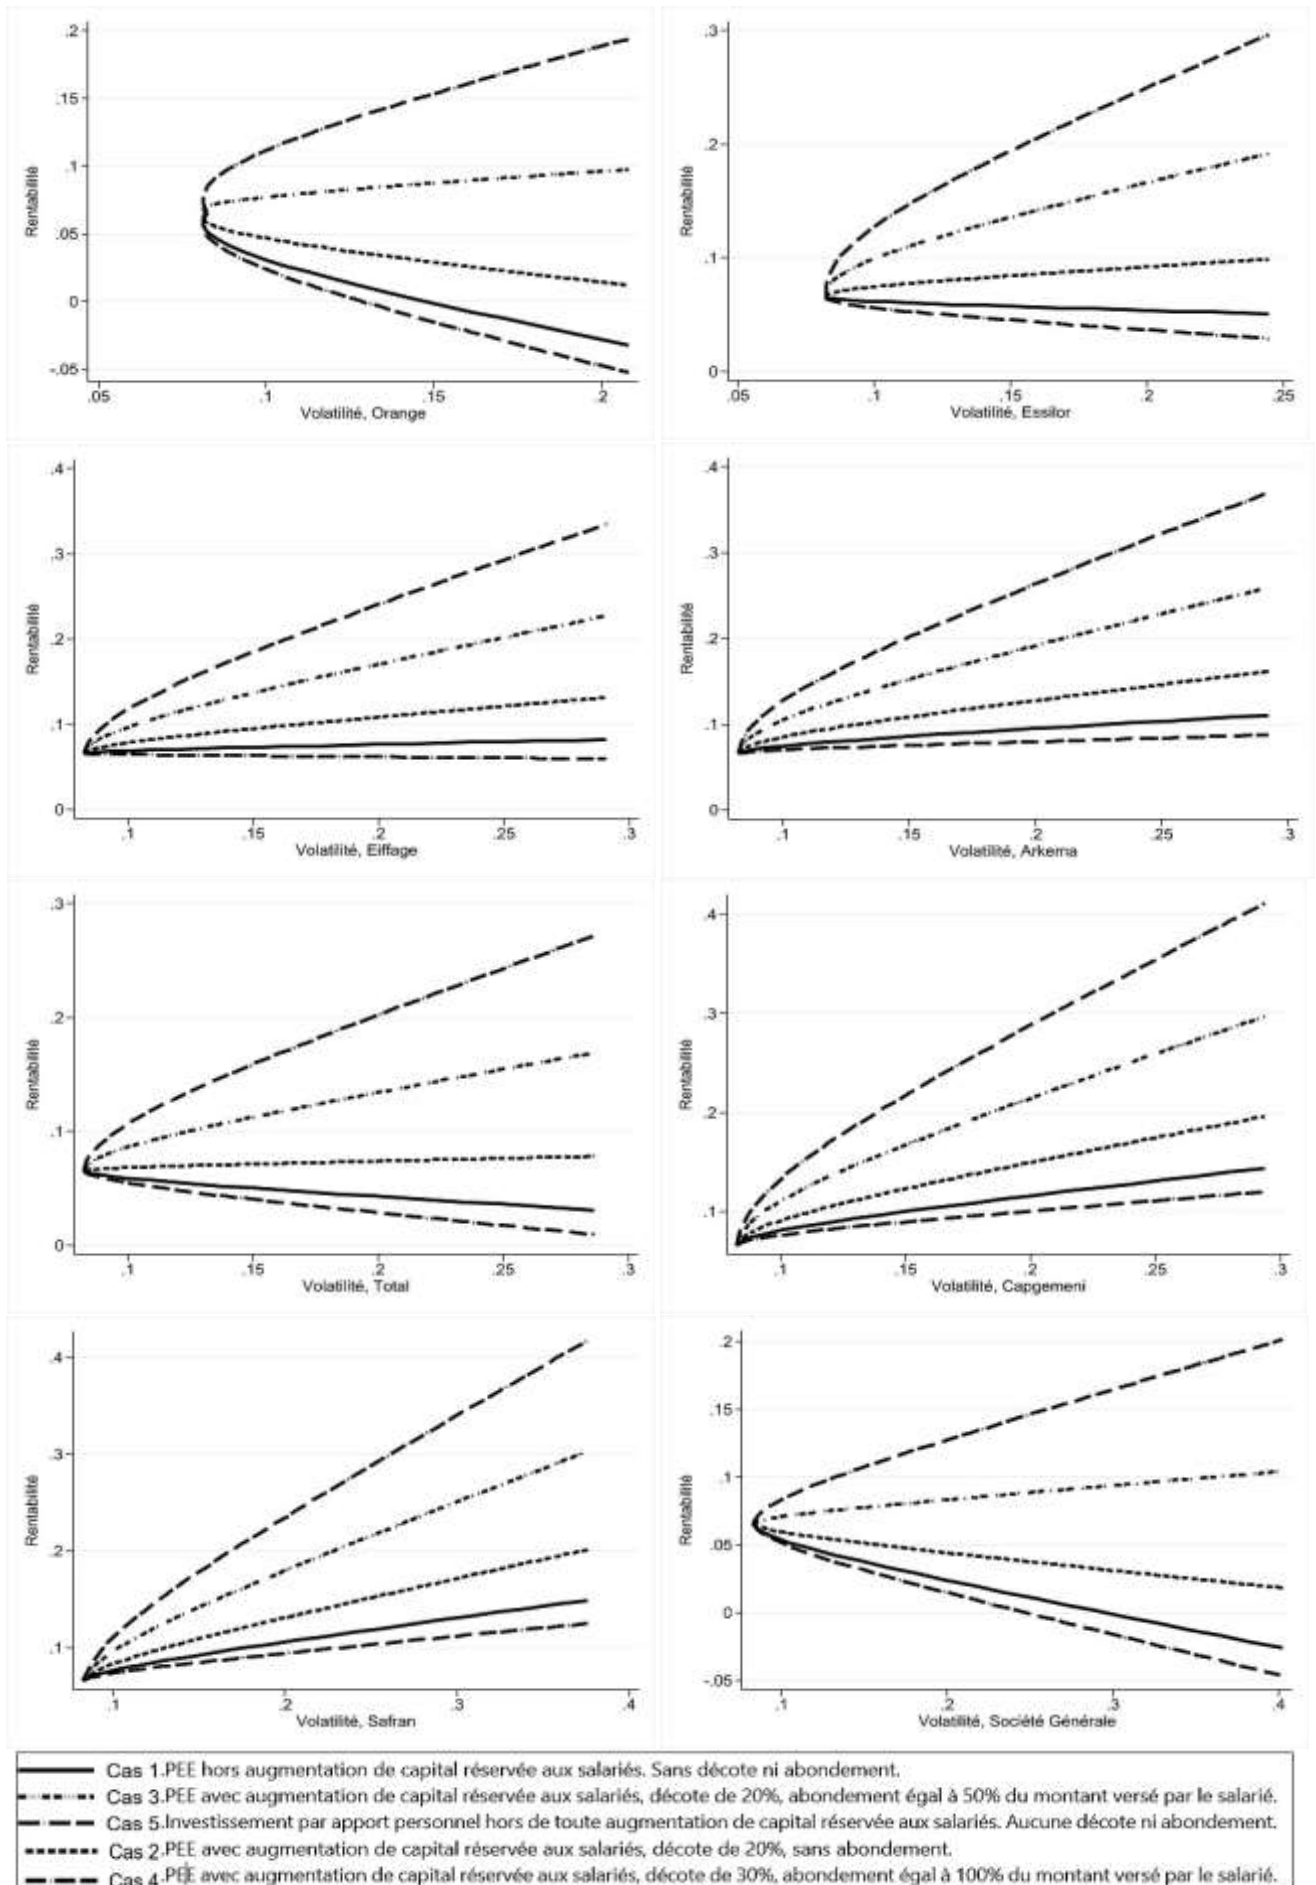 .2
.15
.1
.05
0
-.05
Rentabilité
.05 .1 .15 .2
Volatilité, Orange
.3
.2
.1
0
Rentabilité
.05 .1 .15 .2 .25
Volatilité, Essilor
.4
.3
.2
.1
0
Rentabilité
.1 .15 .2 .25 .3
Volatilité, Eiffage
.4
.3
.2
.1
0
Rentabilité
.1 .15 .2 .25 .3
Volatilité, Arkema
.3
.2
.1
0
Rentabilité
.1 .15 .2 .25 .3
Volatilité, Total
.4
.3
.2
.1
Rentabilité
.1 .15 .2 .25 .3
Volatilité, Capgemeni
.4
.3
.2
.1
Rentabilité
.1 .2 .3 .4
Volatilité, Safran
.2
.15
.1
.05
0
-.05
Rentabilité
.1 .2 .3 .4
Volatilité, Société Générale
Cas 1.PEE hors augmentation de capital réservée aux salariés. Sans décote ni abondement.
Cas 3.PEE avec augmentation de capital réservée aux salariés, décote de 20%, abondement égal à 50% du montant versé par le salarié.
Cas 5.Investissement par apport personnel hors de toute augmentation de capital réservée aux salariés. Aucune décote ni abondement.
Cas 2.PEE avec augmentation de capital réservée aux salariés, décote de 20%, sans abondement.
Cas 4.PEE avec augmentation de capital réservée aux salariés, décote de 30%, abondement égal à 100% du montant versé par le salarié.